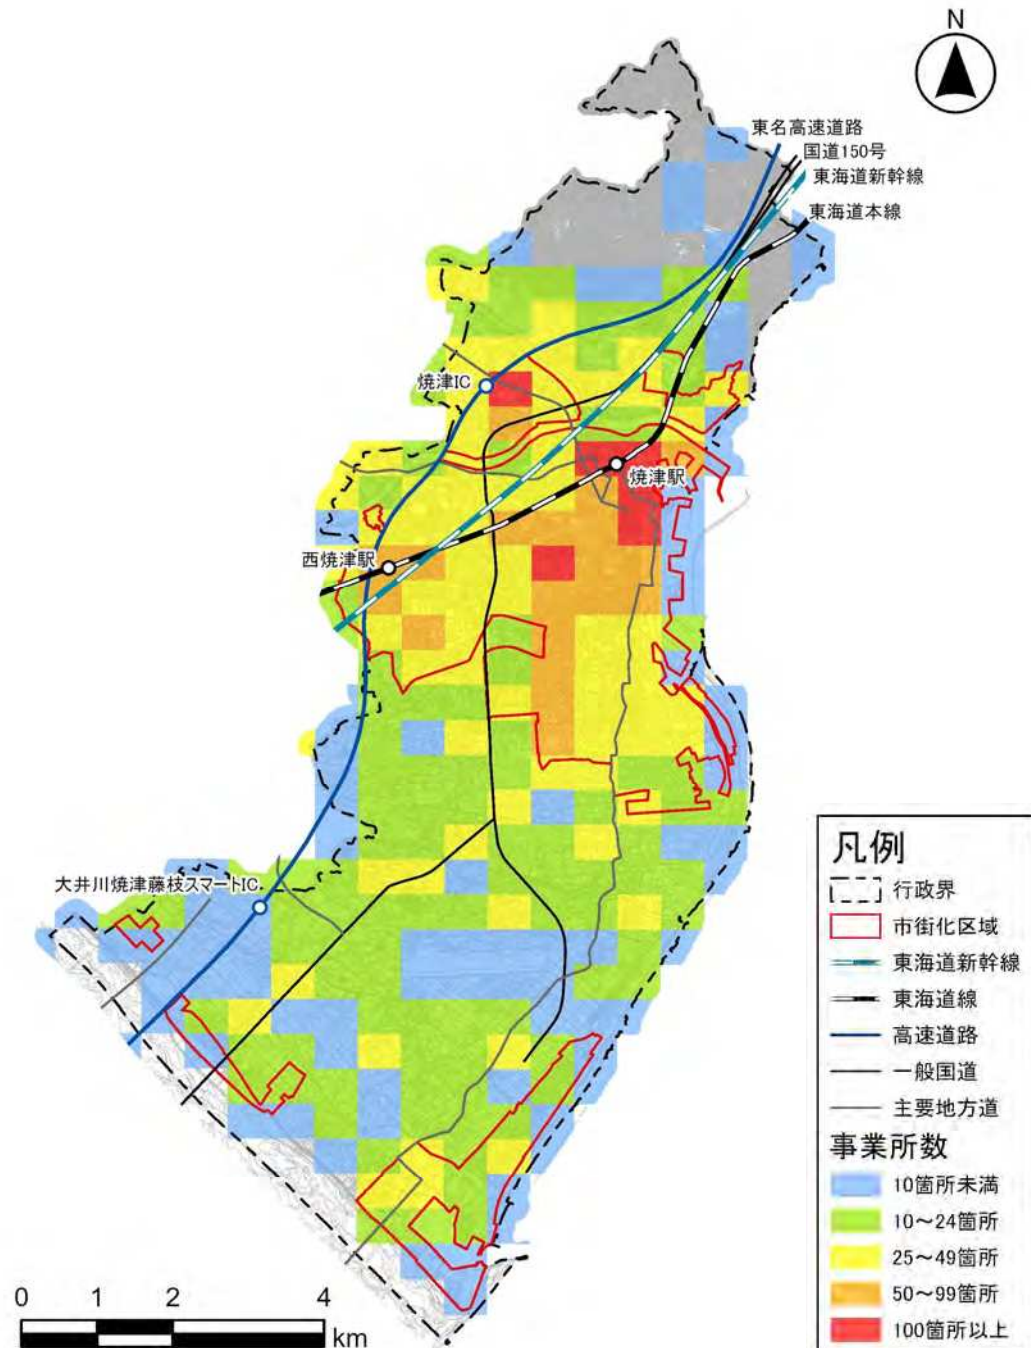 N
東名高速道路
国道150号
東海道新幹線
東海道本線
焼津IC
焼津駅
西焼津駅
大井川焼津藤枝スマートIC
凡例
行政界
市街化区域
東海道新幹線
東海道線
高速道路
一般国道
主要地方道
事業所数
10箇所未満
10～24箇所
25～49箇所
50～99箇所
100箇所以上
0 1 2 4
km